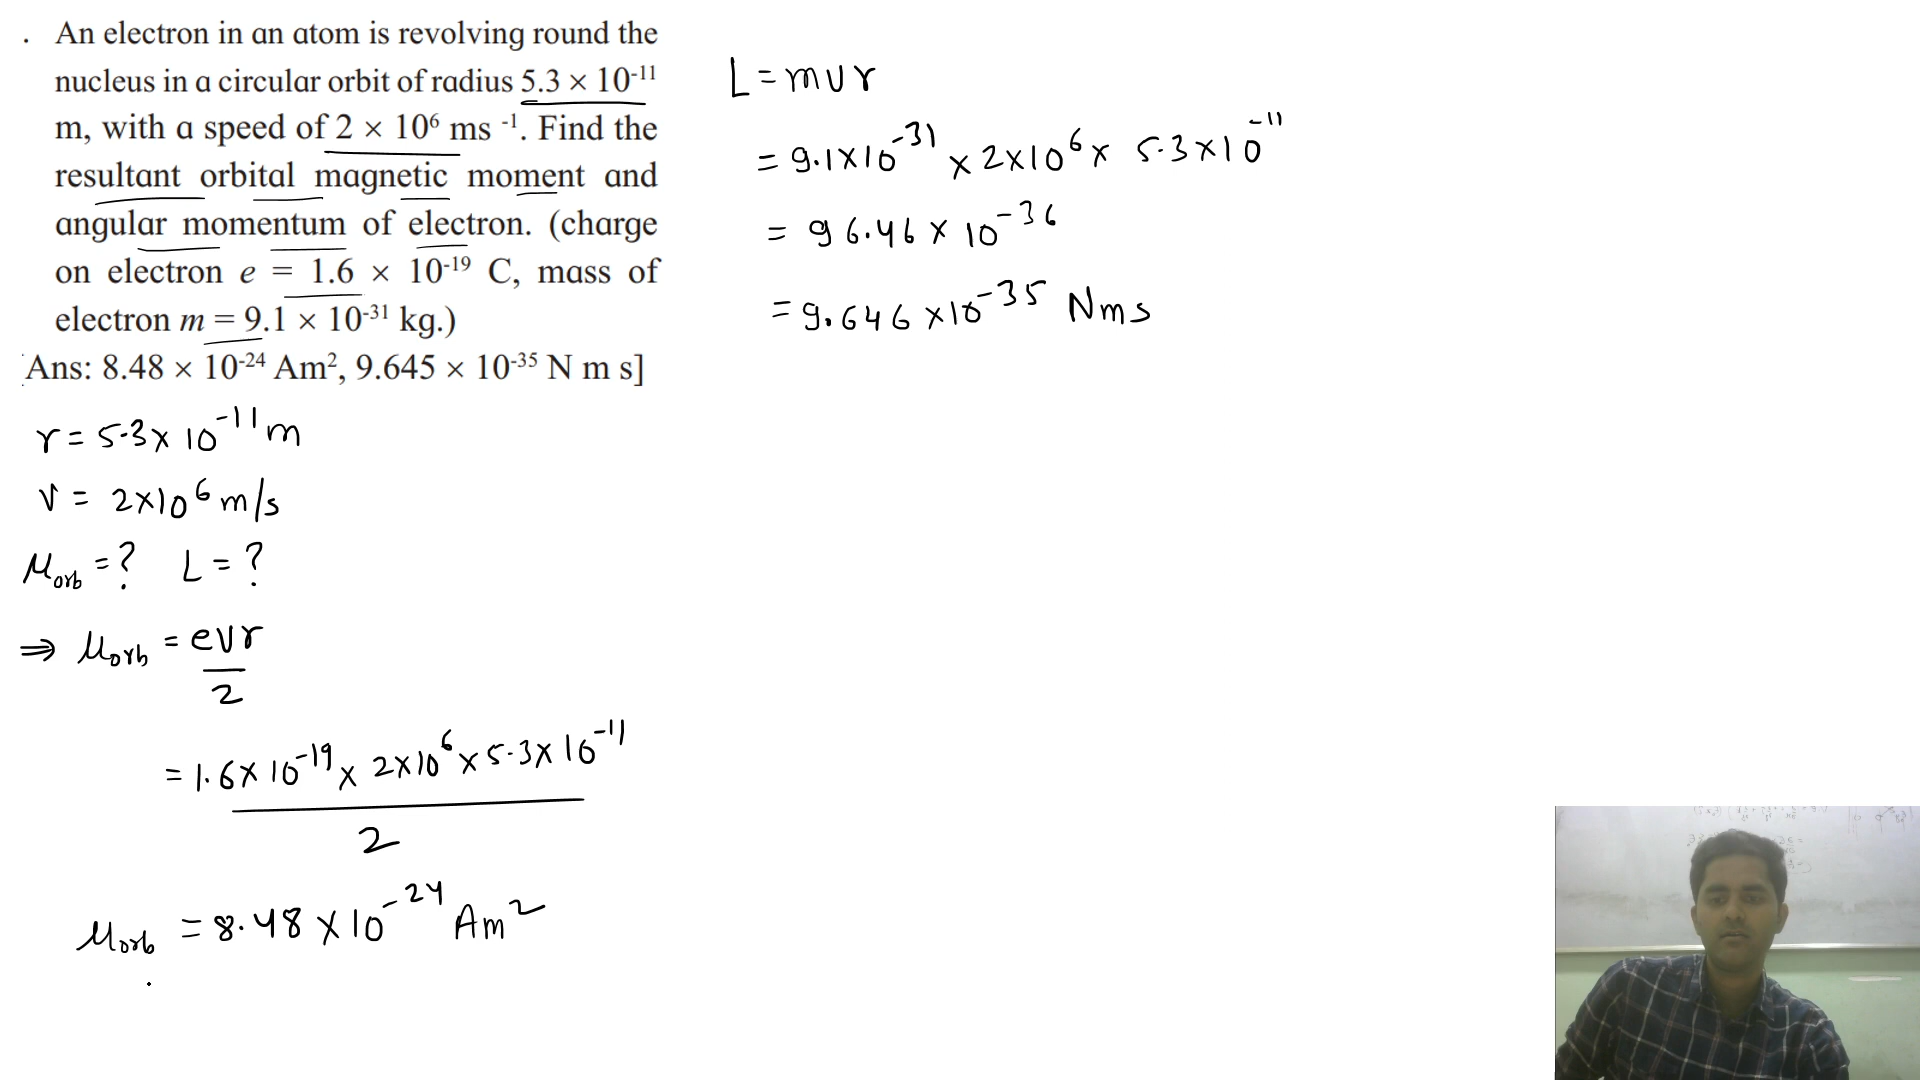 . An electron in an atom is revolving round the
nucleus in a circular orbit of radius 5.3 × 10⁻¹¹
m, with a speed of 2 × 10⁶ ms ⁻¹. Find the
resultant orbital magnetic moment and
angular momentum of electron. (charge
on electron e = 1.6 × 10⁻¹⁹ C, mass of
electron m = 9.1 × 10⁻³¹ kg.)
[Ans: 8.48 × 10⁻²⁴ Am², 9.645 × 10⁻³⁵ N m s]
r = 5.3 × 10⁻¹¹ m
v = 2×10⁶ m/s
μorb = ? L = ?
⇒ μorb = evr
2
= 1.6 × 10⁻¹⁹ × 2×10⁶ × 5.3 × 10⁻¹¹
2
μorb = 8.48 × 10⁻²⁴ Am²
L = mvr
= 9.1×10⁻³¹ × 2×10⁶ × 5.3×10⁻¹¹
= 96.46 × 10⁻³⁶
= 9.646 ×10⁻³⁵ Nms